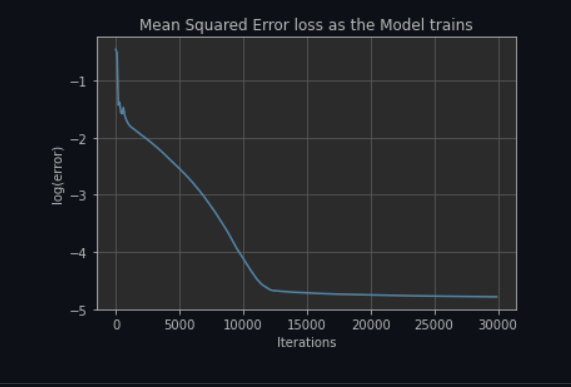 Mean Squared Error loss as the Model trains
log(error)
−1
−2
−3
−4
−5
0 5000 10000 15000 20000 25000 30000
Iterations